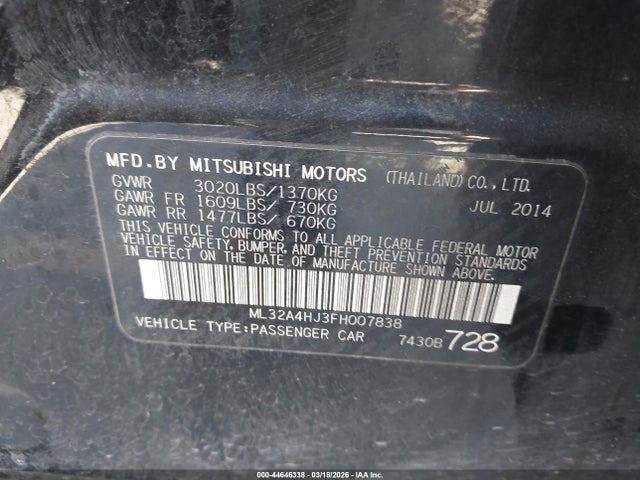 MFD.BY MITSUBISHI MOTORS (THAILAND)CO.,LTD.
GVWR 3020LBS/1370KG
GAWR FR 1609LBS/ 730KG JUL 2014
GAWR RR 1477LBS/ 670KG
THIS VEHICLE CONFORMS TO ALL APPLICABLE FEDERAL MOTOR
VEHICLE SAFETY, BUMPER, AND THEFT PREVENTION STANDARDS
IN EFFECT ON THE DATE OF MANUFACTURE SHOWN ABOVE.
ML32A4HJ3FH007838
VEHICLE TYPE:PASSENGER CAR 7430B 728
000-44646338 | 03/18/2026 - IAA Inc.